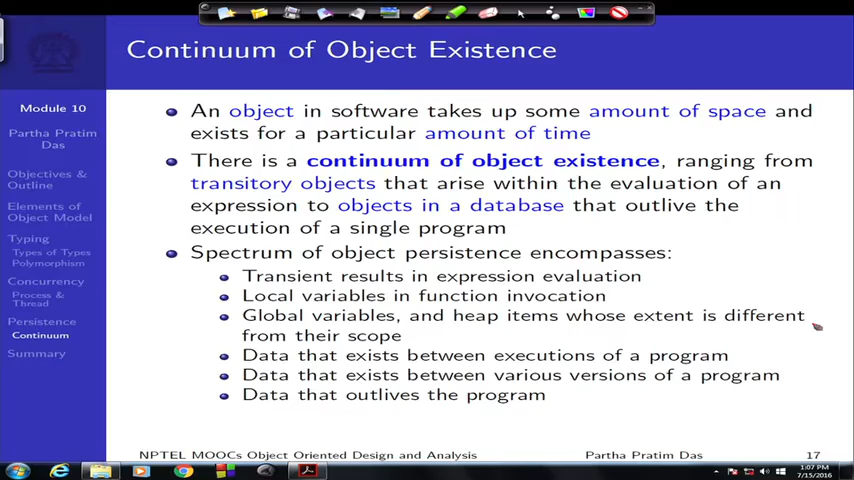 Continuum of Object Existence
Module 10
Partha Pratim
Das
Objectives &
Outline
Elements of
Object Model
Typing
Types of Types
Polymorphism
Concurrency
Process &
Thread
Persistence
Continuum
Summary
An object in software takes up some amount of space and
exists for a particular amount of time
There is a continuum of object existence, ranging from
transitory objects that arise within the evaluation of an
expression to objects in a database that outlive the
execution of a single program
Spectrum of object persistence encompasses:
Transient results in expression evaluation
Local variables in function invocation
Global variables, and heap items whose extent is different
from their scope
Data that exists between executions of a program
Data that exists between various versions of a program
Data that outlives the program
NPTEL MOOCs Object Oriented Design and Analysis
Partha Pratim Das
17
1:07 PM
7/15/2016